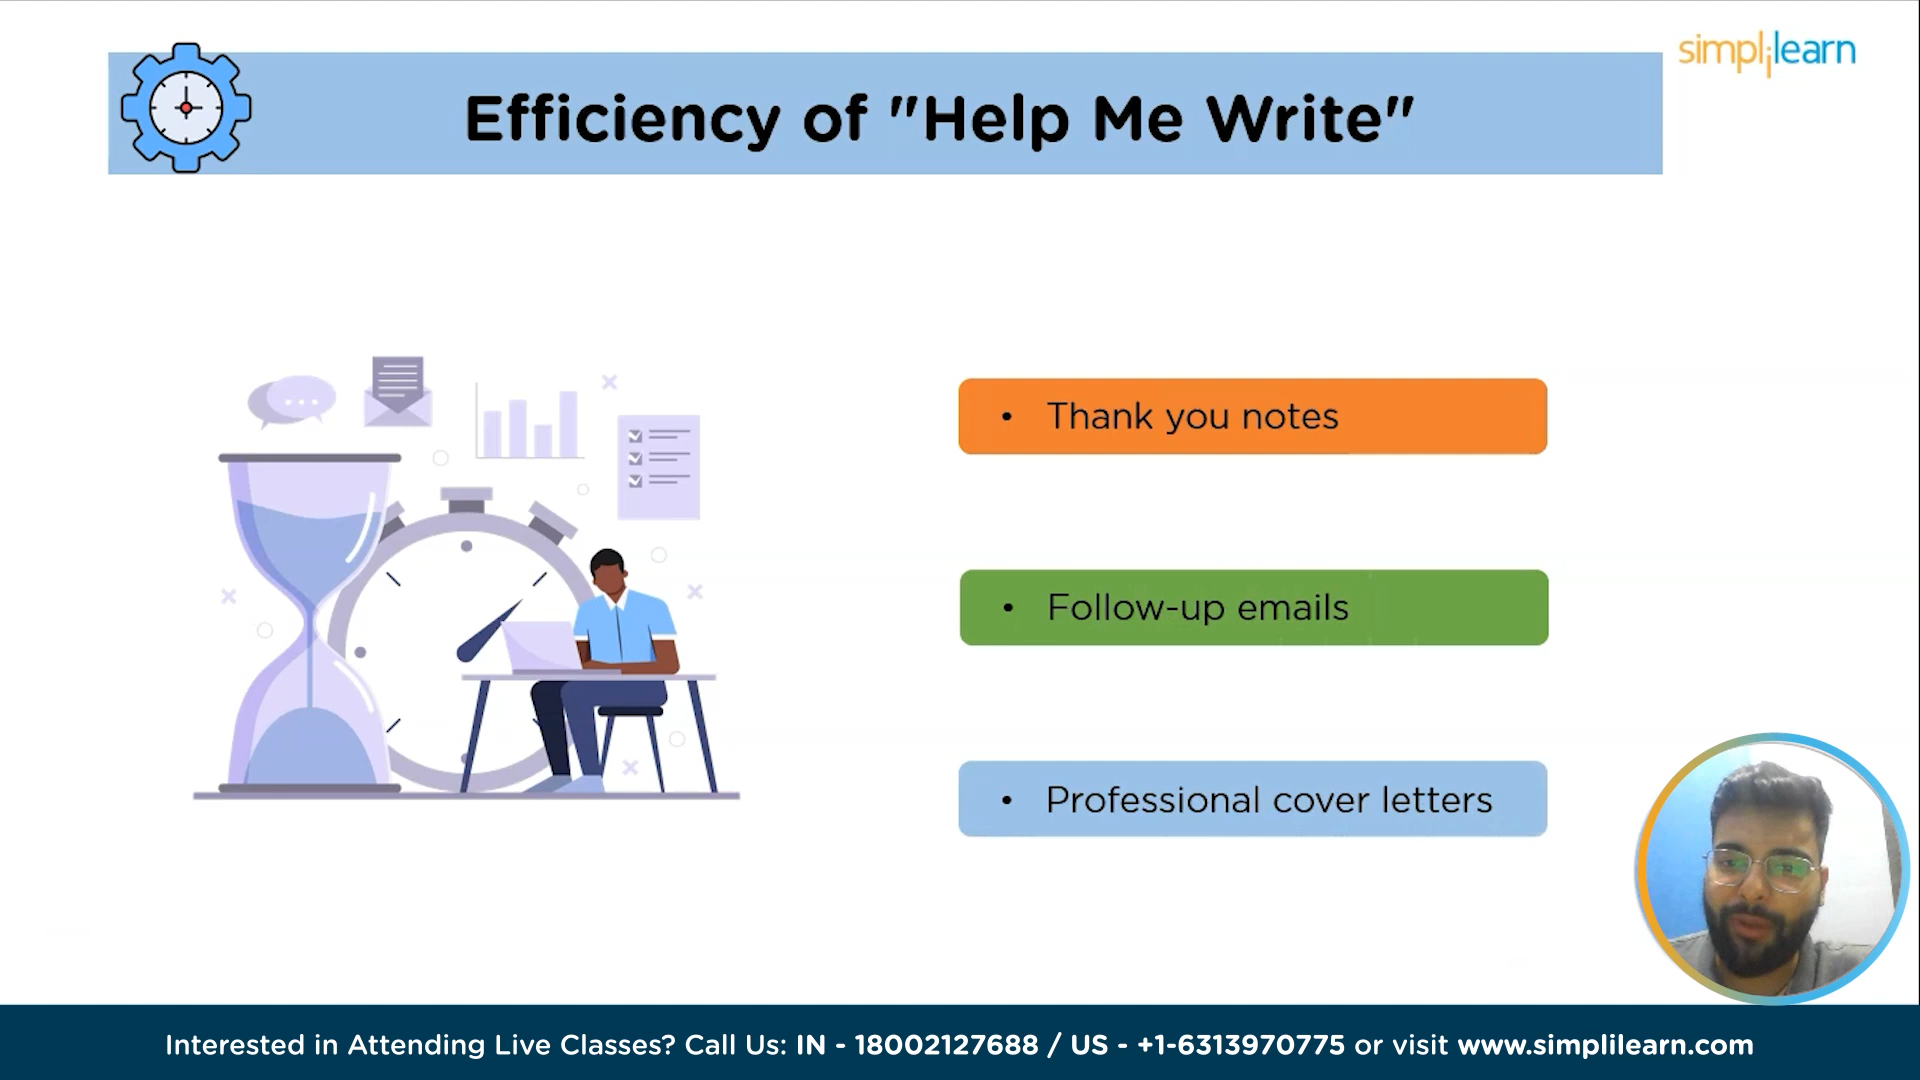 simplilearn
Efficiency of "Help Me Write"
• Thank you notes
• Follow-up emails
• Professional cover letters
Interested in Attending Live Classes? Call Us: IN - 18002127688 / US - +1-6313970775 or visit www.simplilearn.com